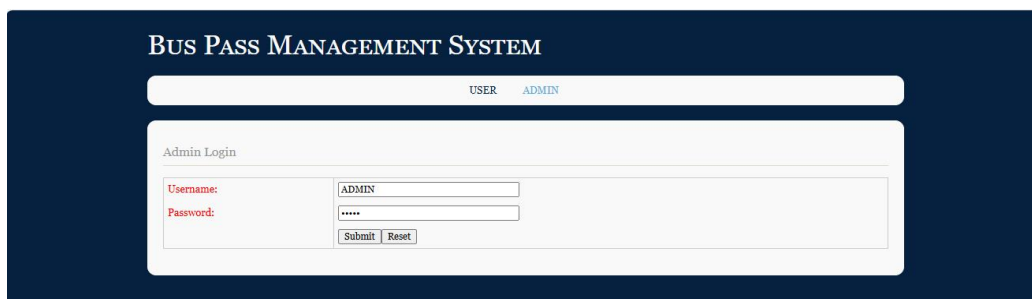 Bus Pass Management System
USER ADMIN
Admin Login
Username: ADMIN
Password: •••••
Submit Reset